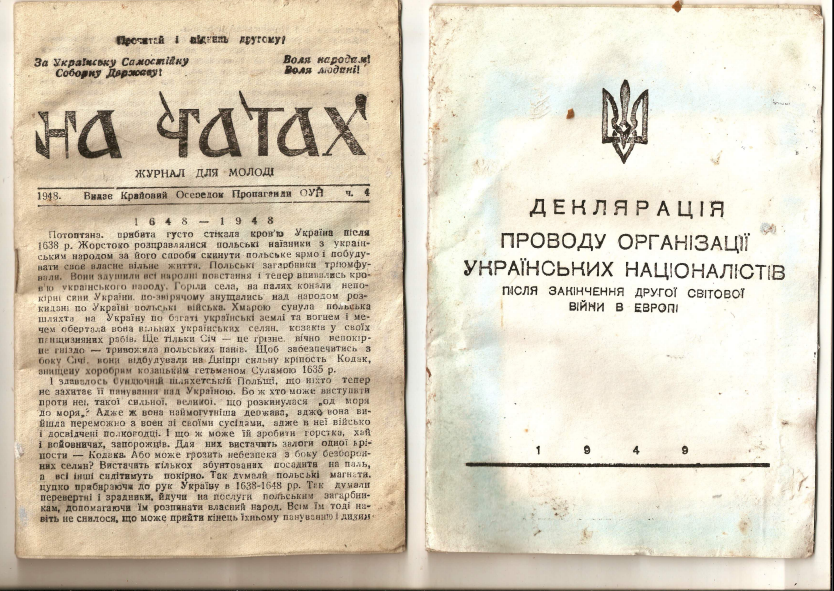 Прочитай і підкинь другому!
За Українську Самостійну
Соборну Державу!
Воля народам!
Воля людині!
НА ЧАТАХ
ЖУРНАЛ ДЛЯ МОЛОДІ
1948. Видає Крайовий Осередок Пропаганди ОУН ч. 4
1648—1948
Потоптана, прибита густо стікала кров'ю Україна після
1638 р. Жорстоко розправлялися польські наїзники з україн-
ським народом за його спроби скинути польське ярмо і побуду-
вати своє власне вільне життя. Польські загарбники тріюмфу-
вали. Вони здушили всі народні повстання і тепер впивались кро-
в'ю українського народу. Горіли села, на палях конали непо-
кірні сини України, по-звірячому знущались над народом роз-
кидані по Україні польські війська. Хмарою сунула польська
шляхта на Україну по багаті українські землі та вогнем і ме-
чем обертала вона вільних українських селян, козаків у своїх
панщизняних рабів. Ще тільки Січ — це грізне, вічно непокір-
не гніздо — тривожила польських панів. Щоб забезпечитись з
боку Січі, вони відбудували на Дніпрі сильну кріпость Кодак,
знищену хоробрим козацьким гетьманом Сулимою 1635 р.
І здавалось бундючній шляхетській Польщі, що ніхто тепер
не захитає її панування над Україною. Бо ж хто може виступати
проти неї, такої сильної, великої, що розкинулася „од моря
до моря.” Адже ж вона наймогутніша держава, адже вона ви-
йшла переможно з воєн зі своїми сусідами, адже в неї військо
і досвідчені полководці. І що ж може їй зробити горстка, хай
і войовничих, запорожців. Для них вистачить залоги одної крі-
пости — Кодака. Або може грозить небезпека з боку безборон-
них селян? Вистачить кількох збунтованих посадити на паль,
а всі інші сидітимуть покірно. Так думали польські магнати,
цупко прибираючи до рук Україну в 1638-1648 рр. Так думали
перевертні і зрадники, йдучи на послуги польським загарбни-
кам, допомагаючи їм розпинати власний народ. Всім їм тоді на-
віть не снилося, що може прийти кінець їхньому пануванню і
ДЕКЛЯРАЦІЯ
ПРОВОДУ ОРГАНІЗАЦІЇ
УКРАЇНСЬКИХ НАЦІОНАЛІСТІВ
ПІСЛЯ ЗАКІНЧЕННЯ ДРУГОЇ СВІТОВОЇ
ВІЙНИ В ЕВРОПІ
1949